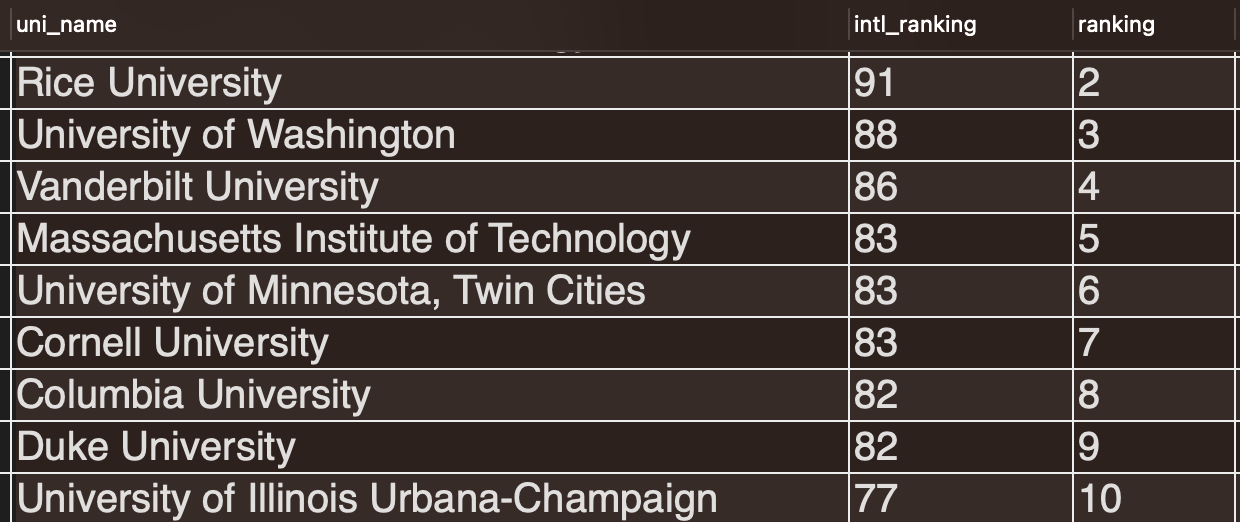 uni_name intl_ranking ranking
Rice University 91 2
University of Washington 88 3
Vanderbilt University 86 4
Massachusetts Institute of Technology 83 5
University of Minnesota, Twin Cities 83 6
Cornell University 83 7
Columbia University 82 8
Duke University 82 9
University of Illinois Urbana-Champaign 77 10